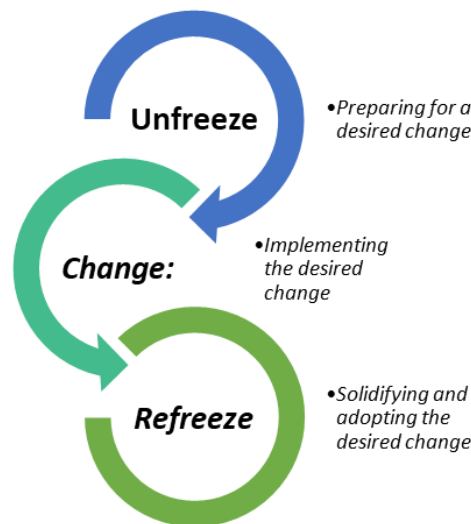 Unfreeze
•Preparing for a
desired change
Change:
•Implementing
the desired
change
Refreeze
•Solidifying and
adopting the
desired change